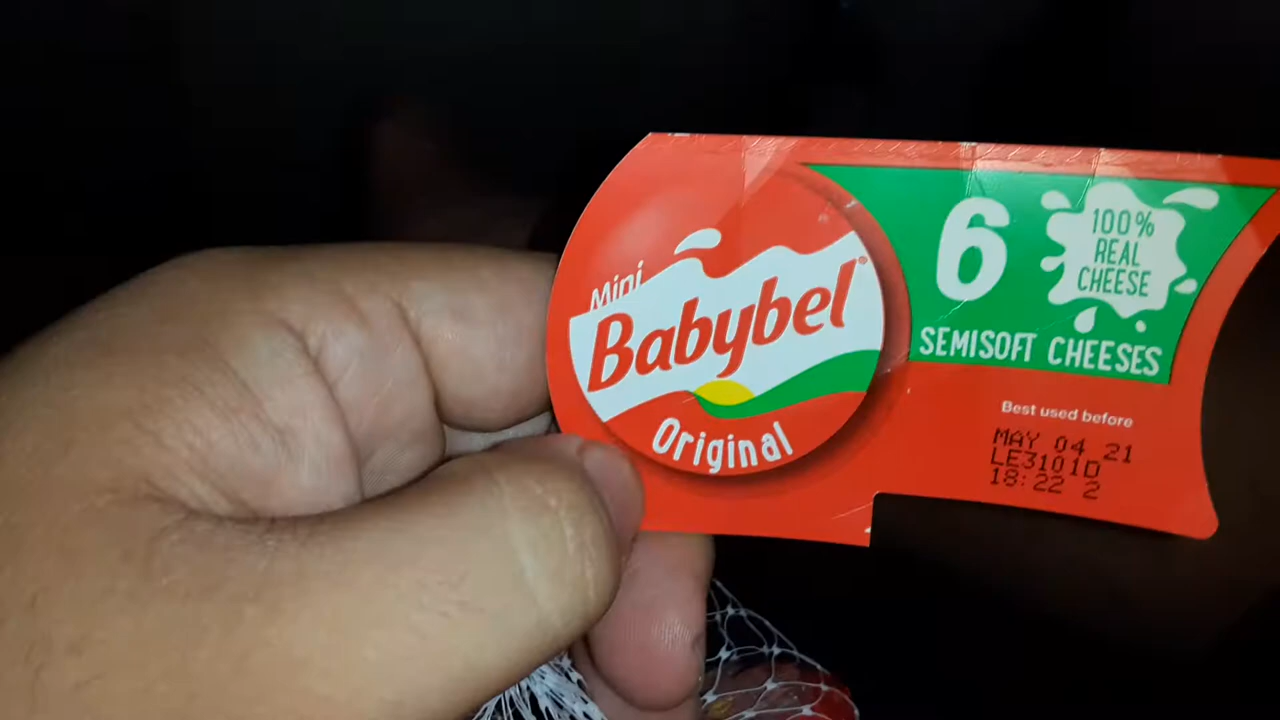 Mini
Babybel®
Original
6
100%
REAL
CHEESE
SEMISOFT CHEESES
Best used before
MAY 04 21
LE3101D
18:22 2